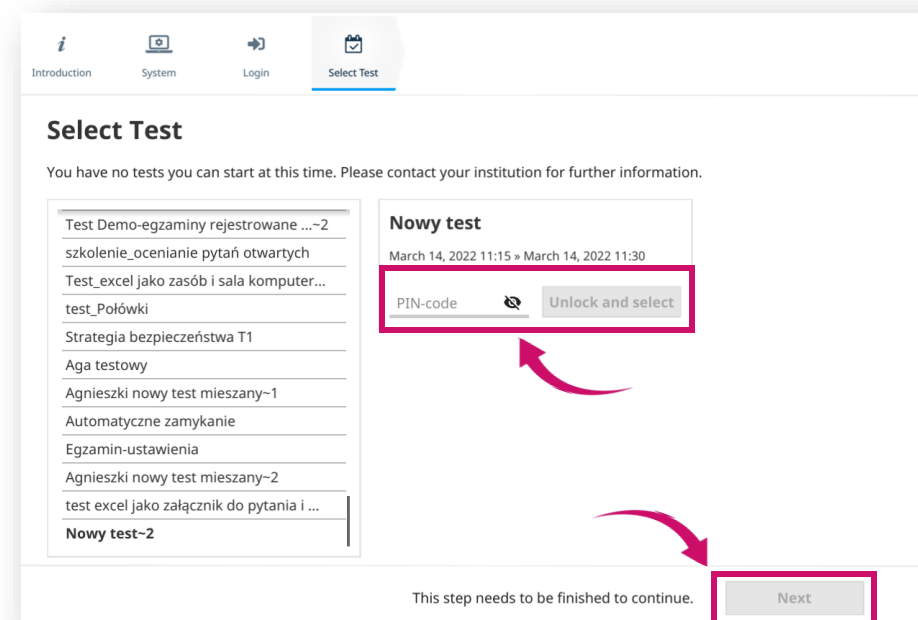 Introduction
System
Login
Select Test
Select Test
You have no tests you can start at this time. Please contact your institution for further information.
Test Demo-egzaminy rejestrowane ...~2
szkolenie_ocenianie pytań otwartych
Test_excel jako zasób i sala komputer...
test_Połówki
Strategia bezpieczeństwa T1
Aga testowy
Agnieszki nowy test mieszany~1
Automatyczne zamykanie
Egzamin-ustawienia
Agnieszki nowy test mieszany~2
test excel jako załącznik do pytania i ...
Nowy test~2
Nowy test
March 14, 2022 11:15 » March 14, 2022 11:30
PIN-code
Unlock and select
This step needs to be finished to continue.
Next